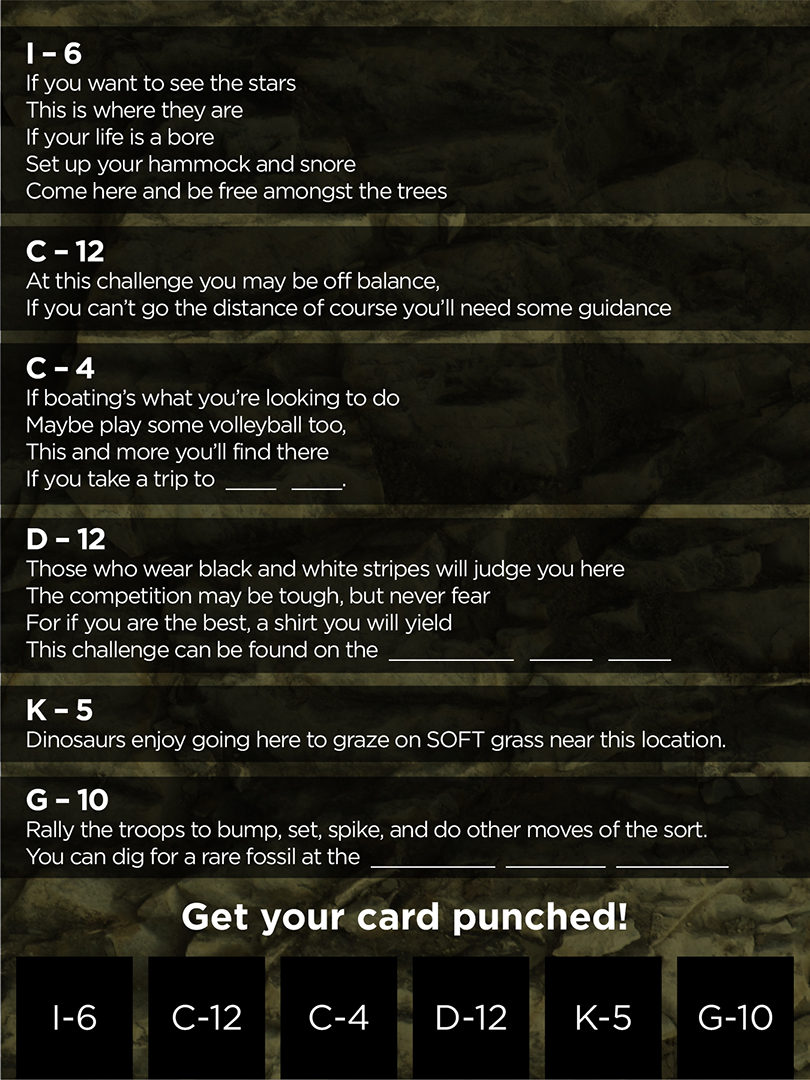 I – 6
If you want to see the stars
This is where they are
If your life is a bore
Set up your hammock and snore
Come here and be free amongst the trees
C – 12
At this challenge you may be off balance,
If you can’t go the distance of course you’ll need some guidance
C – 4
If boating’s what you’re looking to do
Maybe play some volleyball too,
This and more you’ll find there
If you take a trip to ____ ____.
D – 12
Those who wear black and white stripes will judge you here
The competition may be tough, but never fear
For if you are the best, a shirt you will yield
This challenge can be found on the __________ _____ _____
K – 5
Dinosaurs enjoy going here to graze on SOFT grass near this location.
G – 10
Rally the troops to bump, set, spike, and do other moves of the sort.
You can dig for a rare fossil at the __________ ________ _________
Get your card punched!
I-6 C-12 C-4 D-12 K-5 G-10